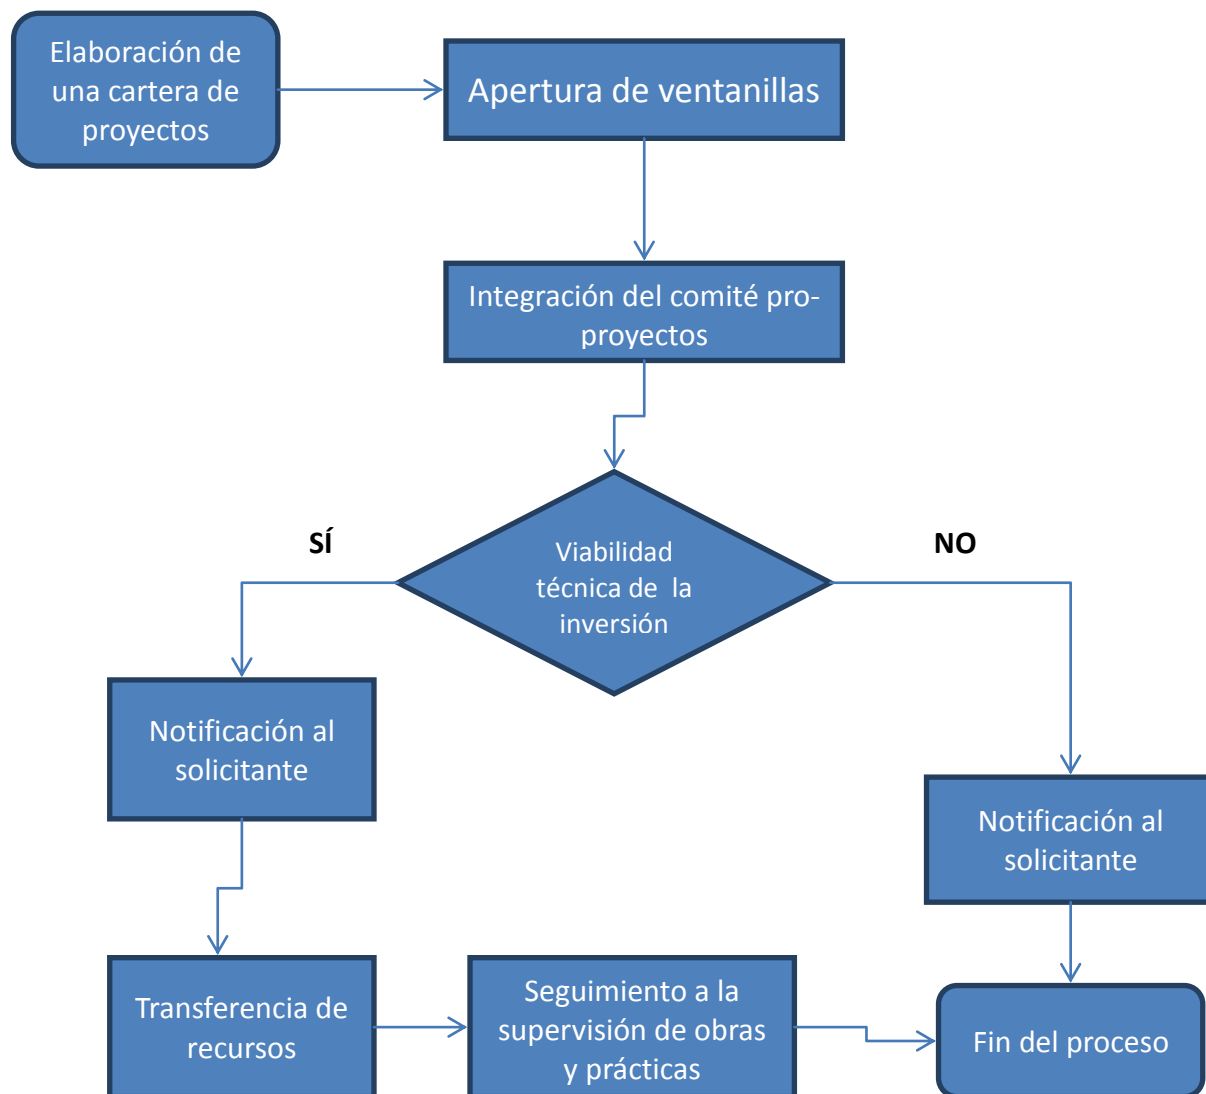 Elaboración de
una cartera de
proyectos
Apertura de ventanillas
Integración del comité pro-
proyectos
Viabilidad
técnica de la
inversión
SÍ
NO
Notificación al
solicitante
Notificación al
solicitante
Transferencia de
recursos
Seguimiento a la
supervisión de obras
y prácticas
Fin del proceso